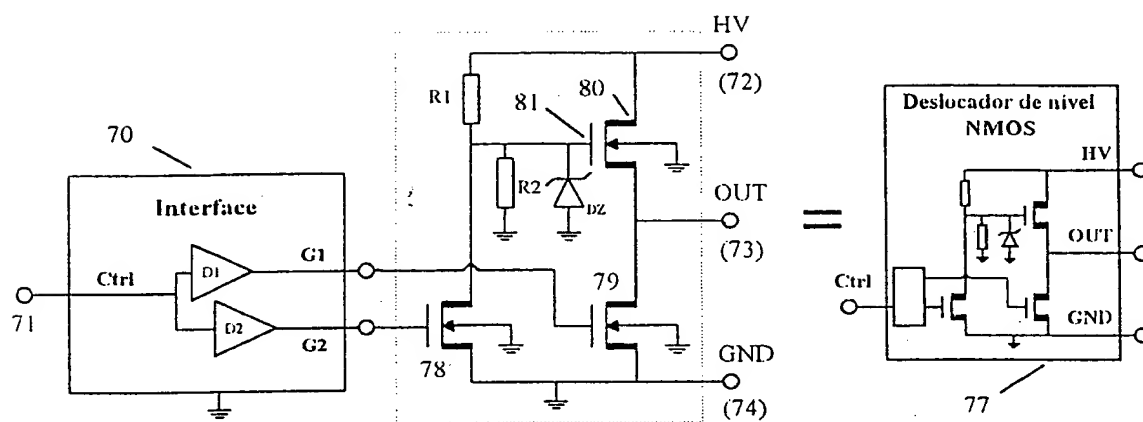 HV
(72)
R1
81
80
70
R2
DZ
OUT
(73)
Interface
Ctrl
D1
G1
71
D2
G2
79
78
GND
(74)
=
Deslocador de nível
NMOS
HV
OUT
Ctrl
GND
77